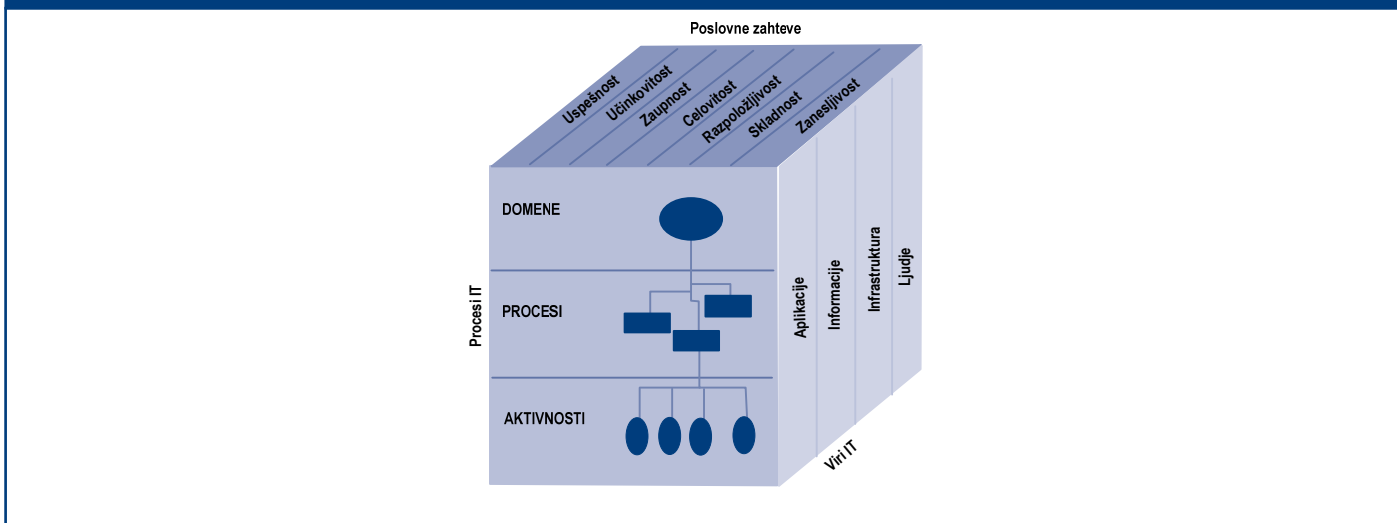 Poslovne zahteve
Uspešnost
Učinkovitost
Zaupnost
Celovitost
Razpoložljivost
Skladnost
Zanesljivost
Procesi IT
DOMENE
PROCESI
AKTIVNOSTI
Aplikacije
Informacije
Infrastruktura
Ljudje
Viri IT